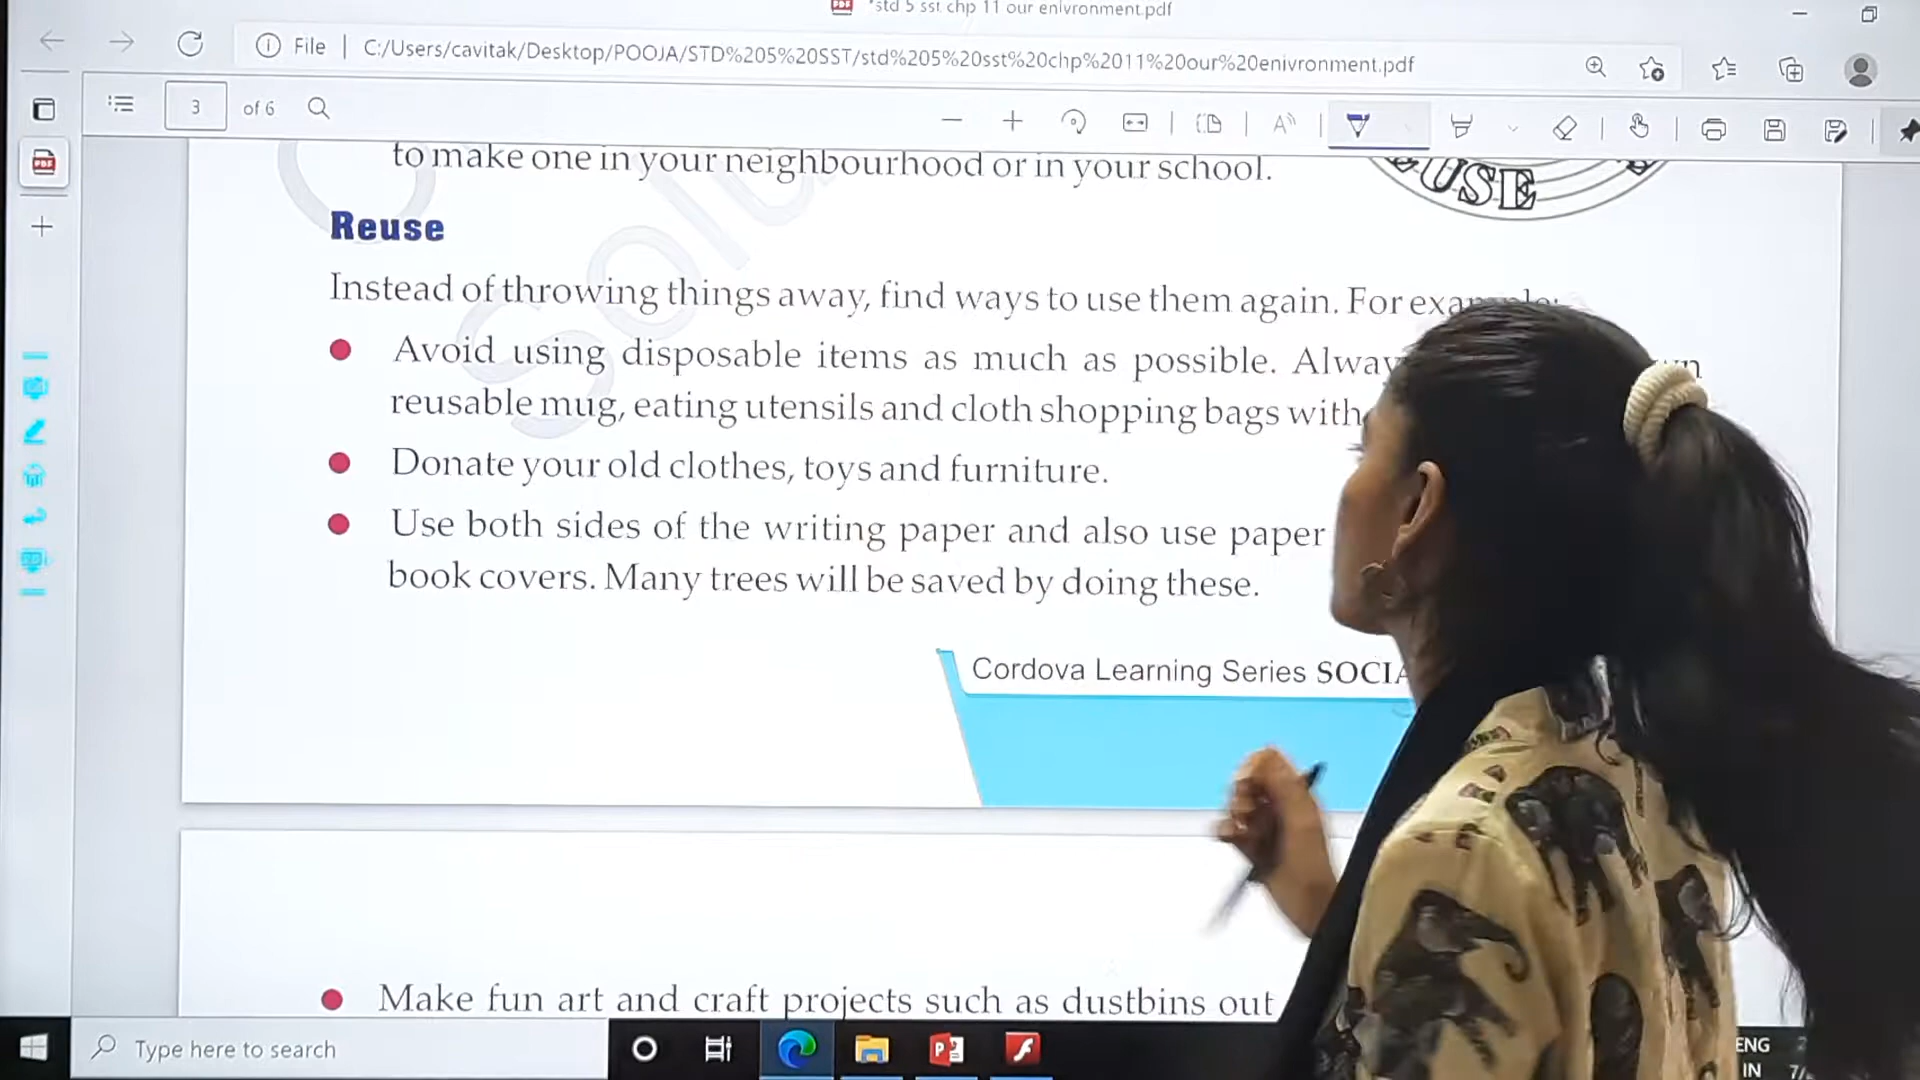 *std 5 sst chp 11 our enivronment.pdf
File | C:/Users/cavitak/Desktop/POOJA/STD%205%20SST/std%205%20sst%20chp%2011%20our%20enivronment.pdf
3 of 6
to make one in your neighbourhood or in your school.
USE
Reuse
Instead of throwing things away, find ways to use them again. For example:
Avoid using disposable items as much as possible. Alway
reusable mug, eating utensils and cloth shopping bags with
Donate your old clothes, toys and furniture.
Use both sides of the writing paper and also use paper
book covers. Many trees will be saved by doing these.
Cordova Learning Series SOCIA
Make fun art and craft projects such as dustbins out
Type here to search
ENG
IN